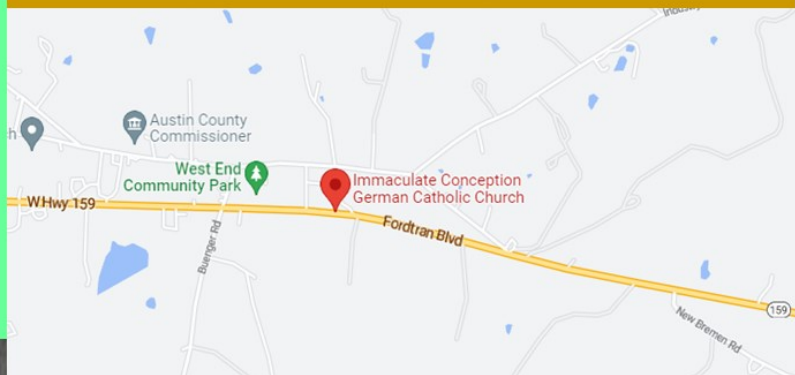 Austin County
Commissioner
West End
Community Park
Immaculate Conception
German Catholic Church
W Hwy 159
Fordtran Blvd
Buenger Rd
159
New Bremen Rd